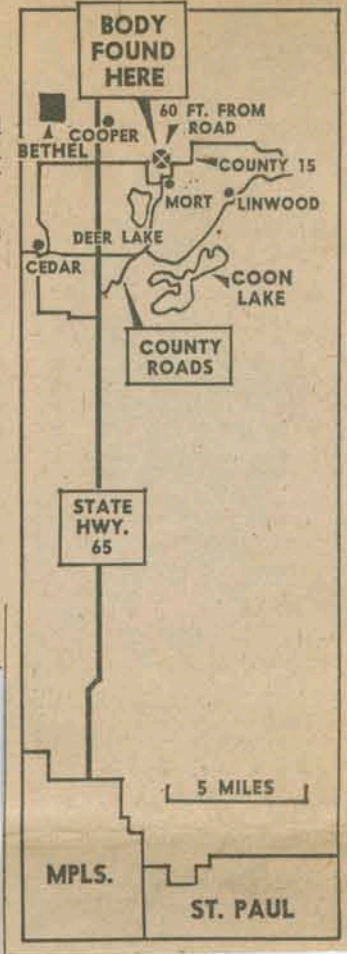 BODY
FOUND
HERE
60 FT. FROM
ROAD
COOPER
BETHEL
COUNTY 15
MORT
LINWOOD
DEER LAKE
CEDAR
COON
LAKE
COUNTY
ROADS
STATE
HWY.
65
5 MILES
MPLS.
ST. PAUL